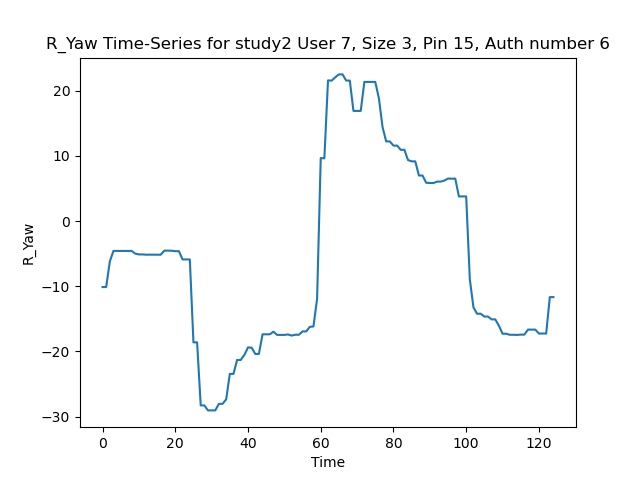 R_Yaw Time-Series for study2 User 7, Size 3, Pin 15, Auth number 6
20
10
0
−10
−20
−30
R_Yaw
0 20 40 60 80 100 120
Time